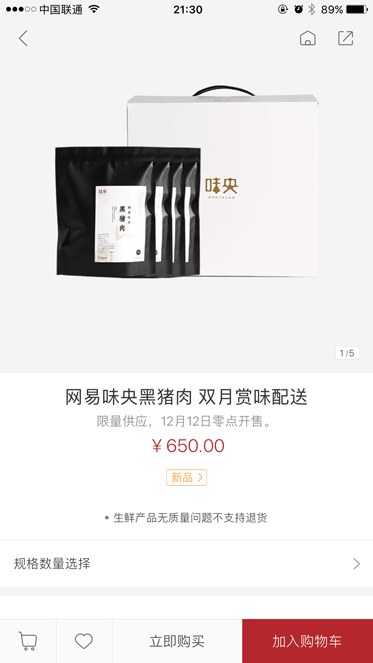 中国联通
21:30
89%
味央
味央
黑猪肉
1/5
网易味央黑猪肉 双月赏味配送
限量供应，12月12日零点开售。
¥650.00
新品 >
* 生鲜产品无质量问题不支持退货
规格数量选择
立即购买
加入购物车